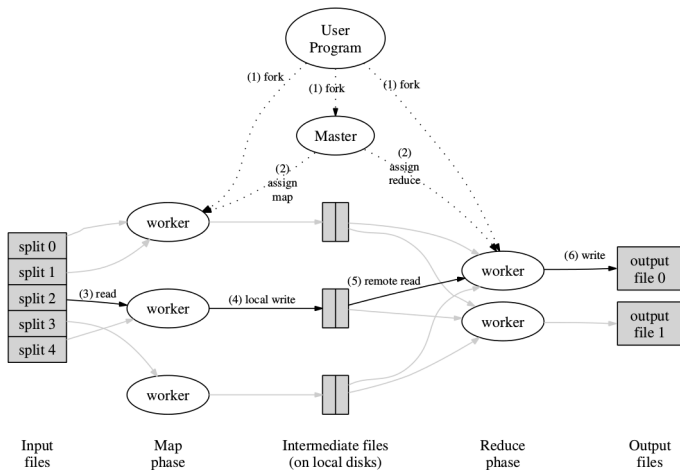 User
Program
(1) fork
(1) fork
(1) fork
Master
(2)
assign
map
(2)
assign
reduce
worker
split 0
split 1
split 2
split 3
split 4
(3) read
worker
(4) local write
worker
(5) remote read
worker
(6) write
output
file 0
worker
output
file 1
Input
files
Map
phase
Intermediate files
(on local disks)
Reduce
phase
Output
files